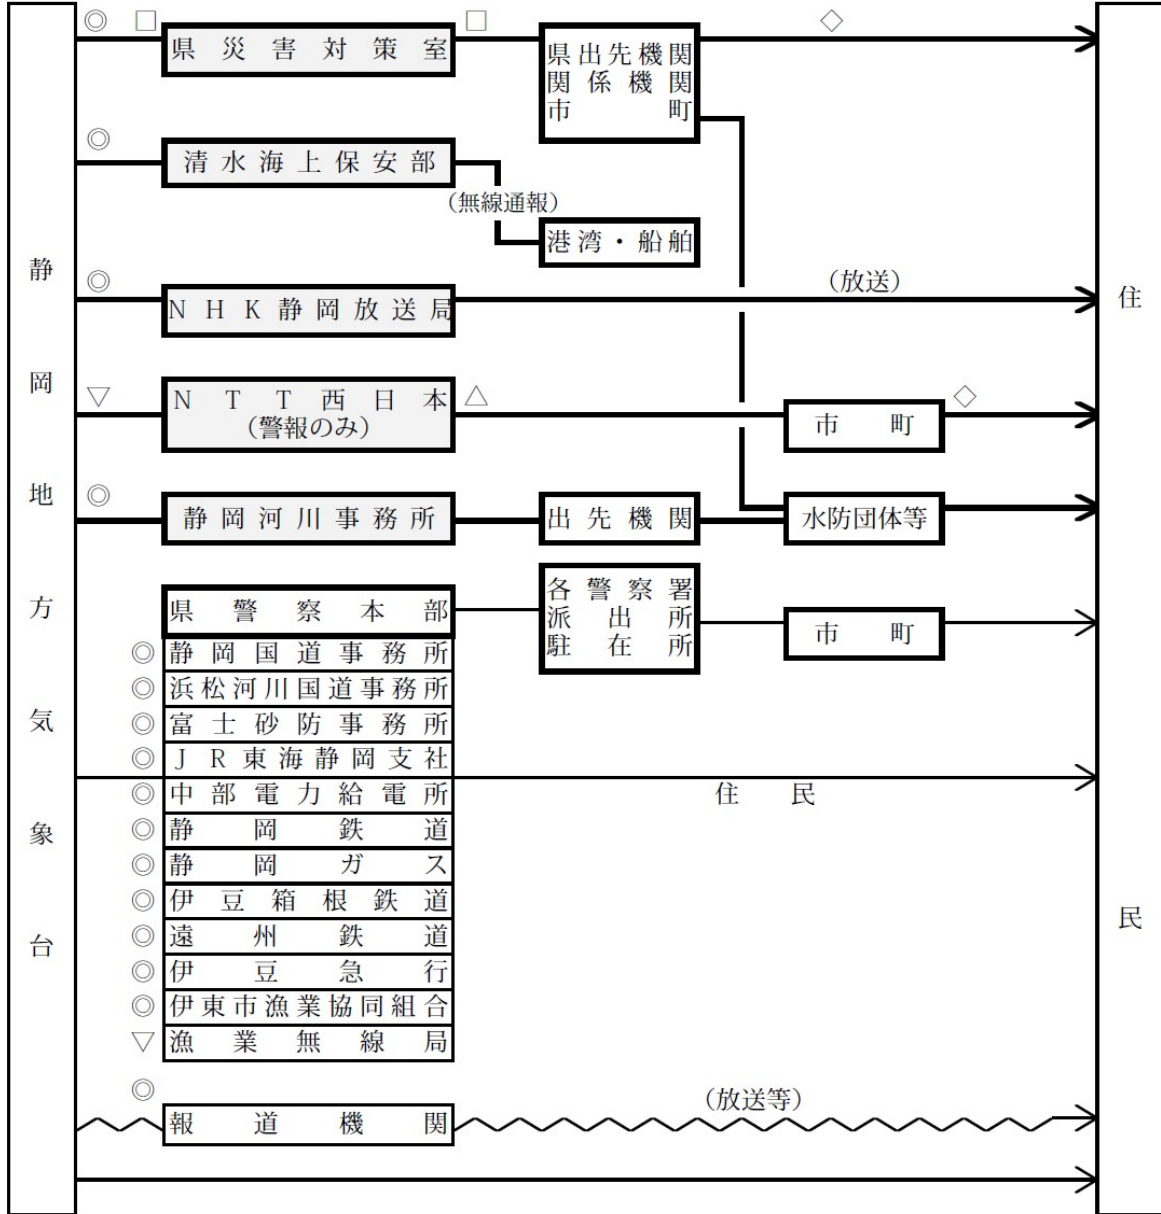 静岡地方気象台
◎ □ □ ◇
県災害対策室
県出先機関
関係機関
市町
◎
清水海上保安部
(無線通報)
港湾・船舶
◎
NHK静岡放送局
(放送)
▽
NTT西日本
(警報のみ)
△
市町
◇
◎
静岡河川事務所
出先機関
水防団体等
県警察本部
各警察署
派出所
駐在所
市町
◎静岡国道事務所
◎浜松河川国道事務所
◎富士砂防事務所
◎JR東海静岡支社
◎中部電力給電所
住民
◎静岡鉄道
◎静岡ガス
◎伊豆箱根鉄道
◎遠州鉄道
◎伊豆急行
◎伊東市漁業協同組合
▽漁業無線局
◎
報道機関
(放送等)
住民